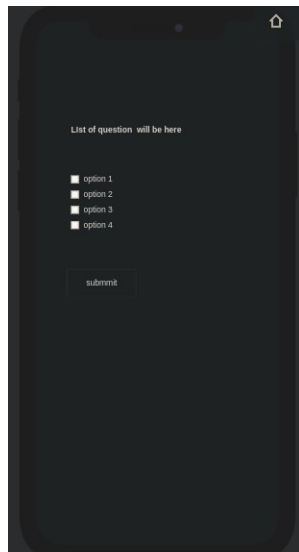 LIst of question  will be here
option 1
option 2
option 3
option 4
submmit